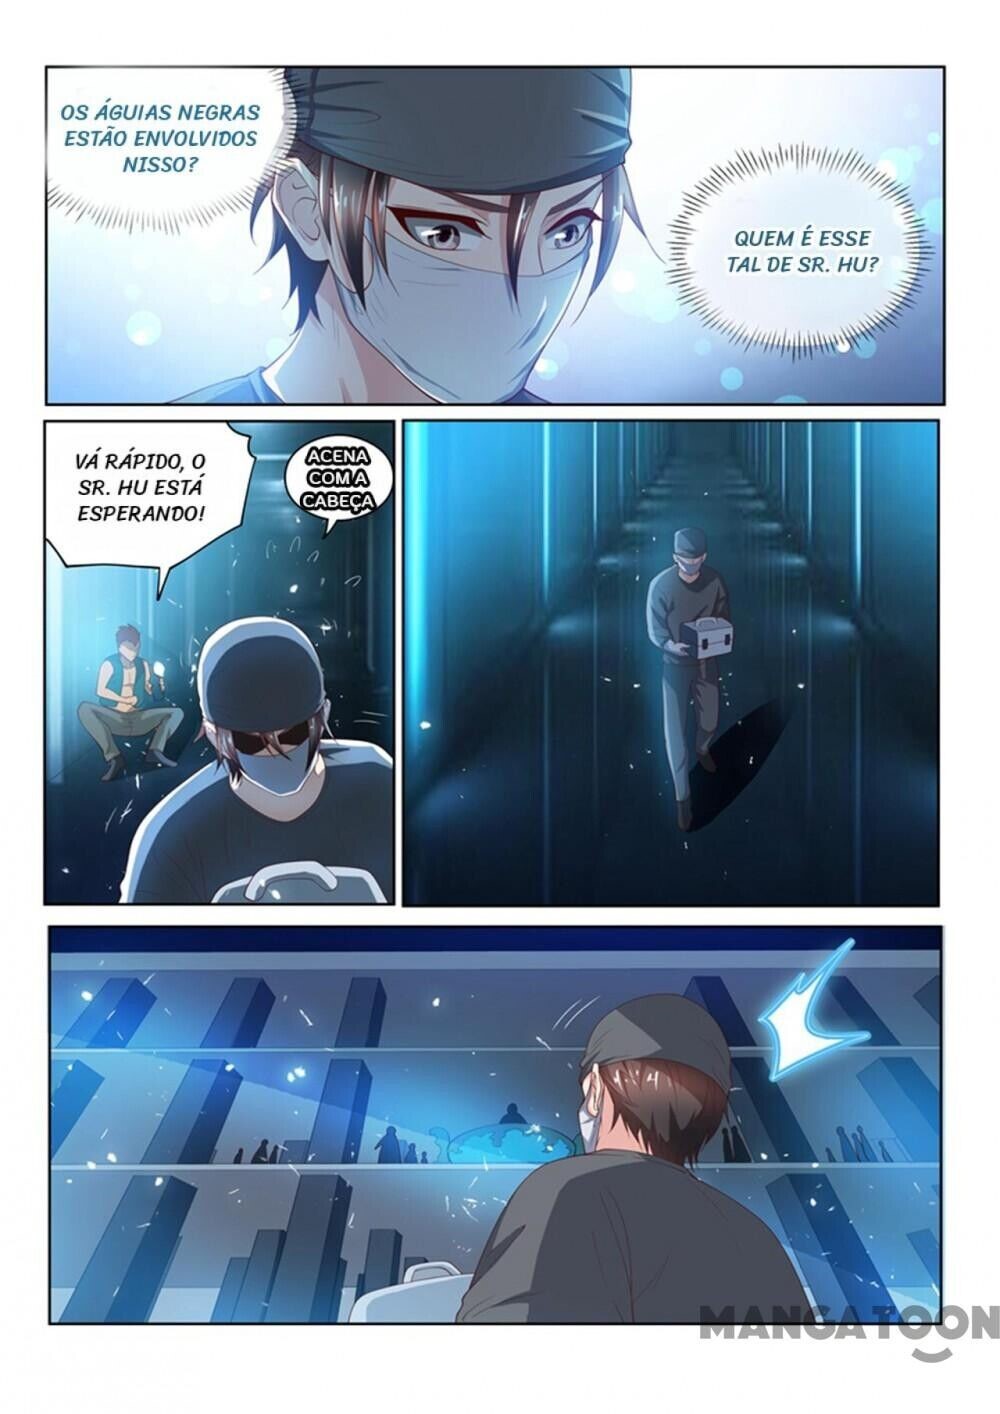 OS ÁGUIAS NEGRAS
ESTÃO ENVOLVIDOS
NISSO?
QUEM É ESSE
TAL DE SR. HU?
VÁ RÁPIDO, O
SR. HU ESTÁ
ESPERANDO!
ACENA
COM A
CABEÇA
MANGATOON